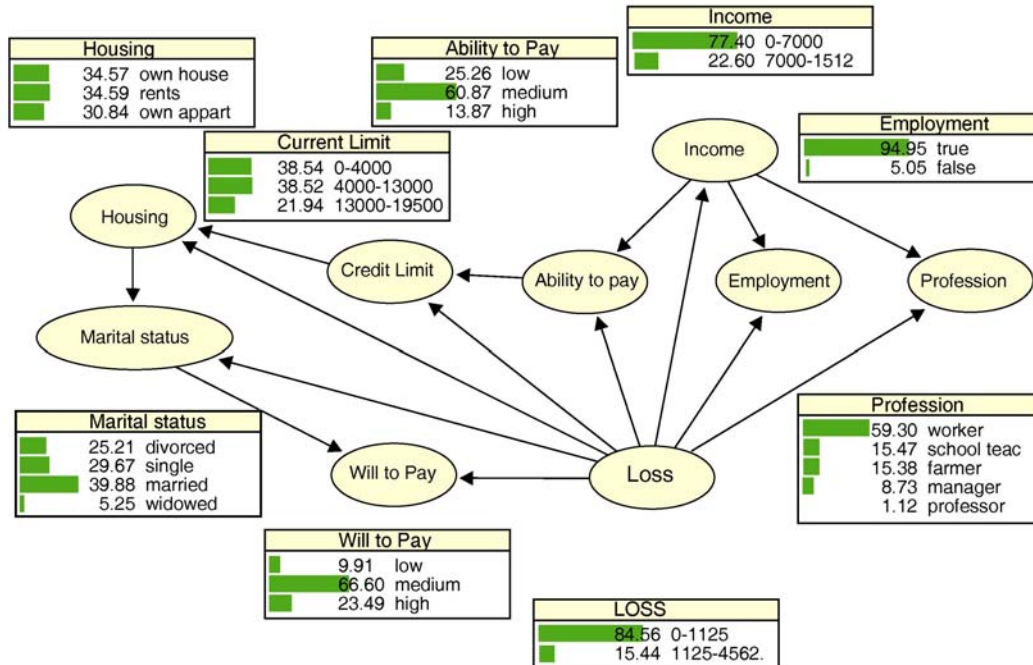 Income
77.40 0-7000
22.60 7000-1512
Housing
34.57 own house
34.59 rents
30.84 own appart
Ability to Pay
25.26 low
60.87 medium
13.87 high
Employment
94.95 true
5.05 false
Current Limit
38.54 0-4000
38.52 4000-13000
21.94 13000-19500
Income
Housing
Credit Limit
Ability to pay
Employment
Profession
Marital status
Marital status
25.21 divorced
29.67 single
39.88 married
5.25 widowed
Will to Pay
Loss
Profession
59.30 worker
15.47 school teac
15.38 farmer
8.73 manager
1.12 professor
Will to Pay
9.91 low
66.60 medium
23.49 high
LOSS
84.56 0-1125
15.44 1125-4562.